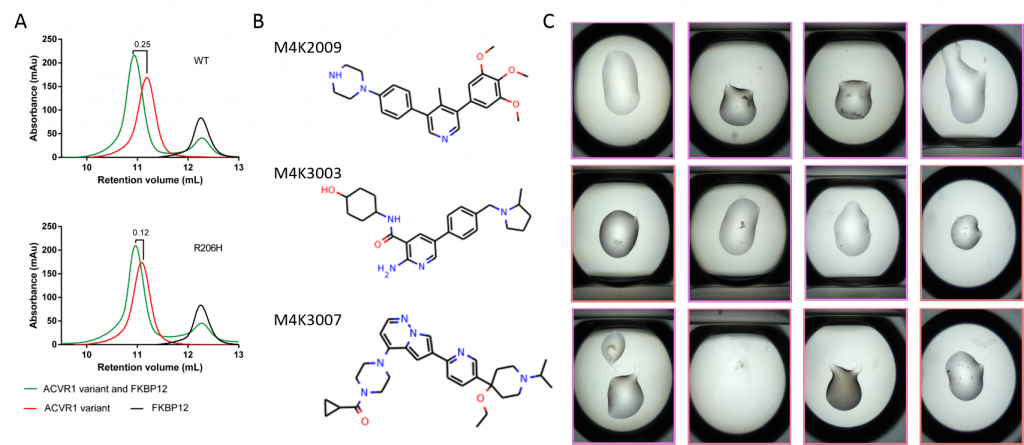 A
B
C
250
200
150
100
50
0
Absorbance (mAu)
0.25
WT
10
11
12
13
Retention volume (mL)
250
200
150
100
50
0
Absorbance (mAu)
0.12
R206H
10
11
12
13
Retention volume (mL)
ACVR1 variant and FKBP12
ACVR1 variant
FKBP12
M4K2009
HN
N
N
O
O
O
M4K3003
HO
NH
O
H2N
N
N
M4K3007
N
N
N
N
N
N
O
O